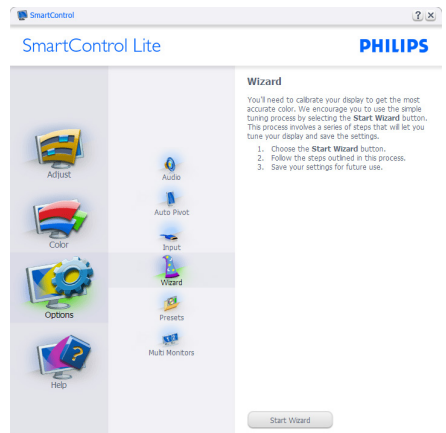 SmartControl
SmartControl Lite
PHILIPS
Adjust
Color
Options
Help
Audio
Auto Pivot
Input
Wizard
Presets
Multi Monitors
Wizard
You'll need to calibrate your display to get the most
accurate color. We encourage you to use the simple
tuning process by selecting the Start Wizard button.
This process involves a series of steps that will let you
tune your display and save the settings.
1. Choose the Start Wizard button.
2. Follow the steps outlined in this process.
3. Save your settings for future use.
Start Wizard